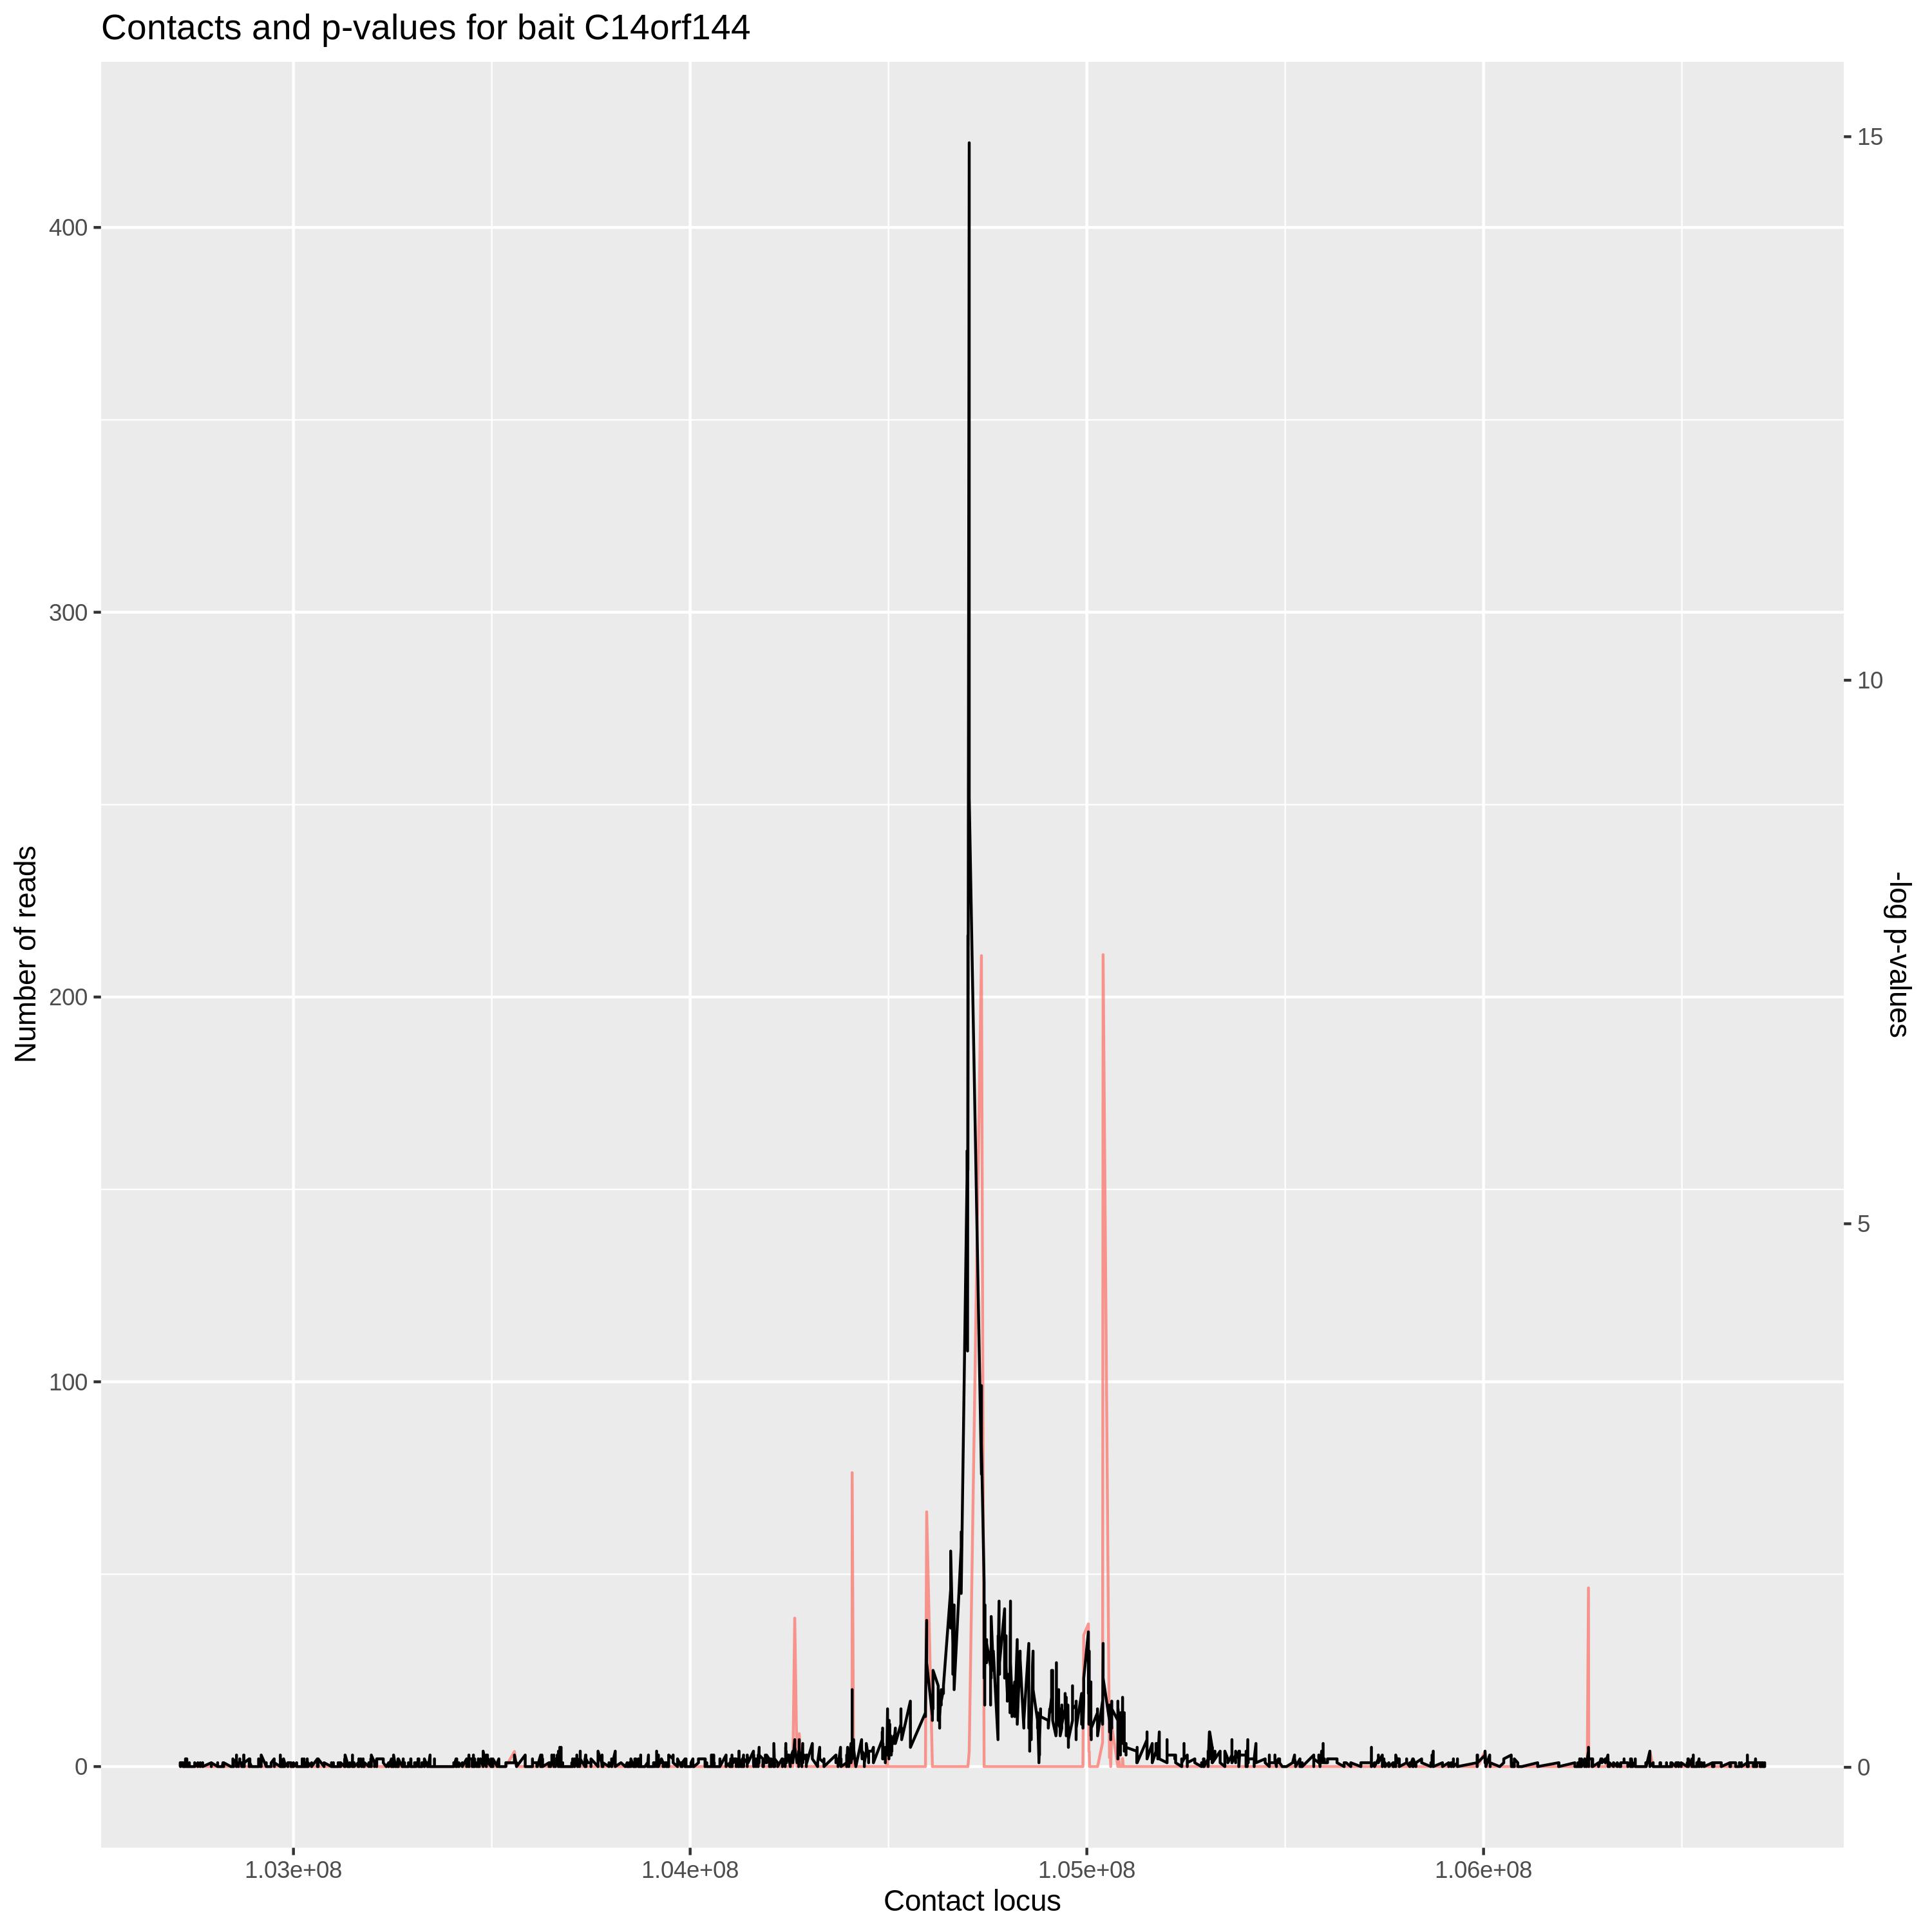 Contacts and p-values for bait C14orf144
15
400
300
10
Number of reads
-log p-values
200
5
100
0
0
1.03e+08
1.04e+08
1.05e+08
1.06e+08
Contact locus